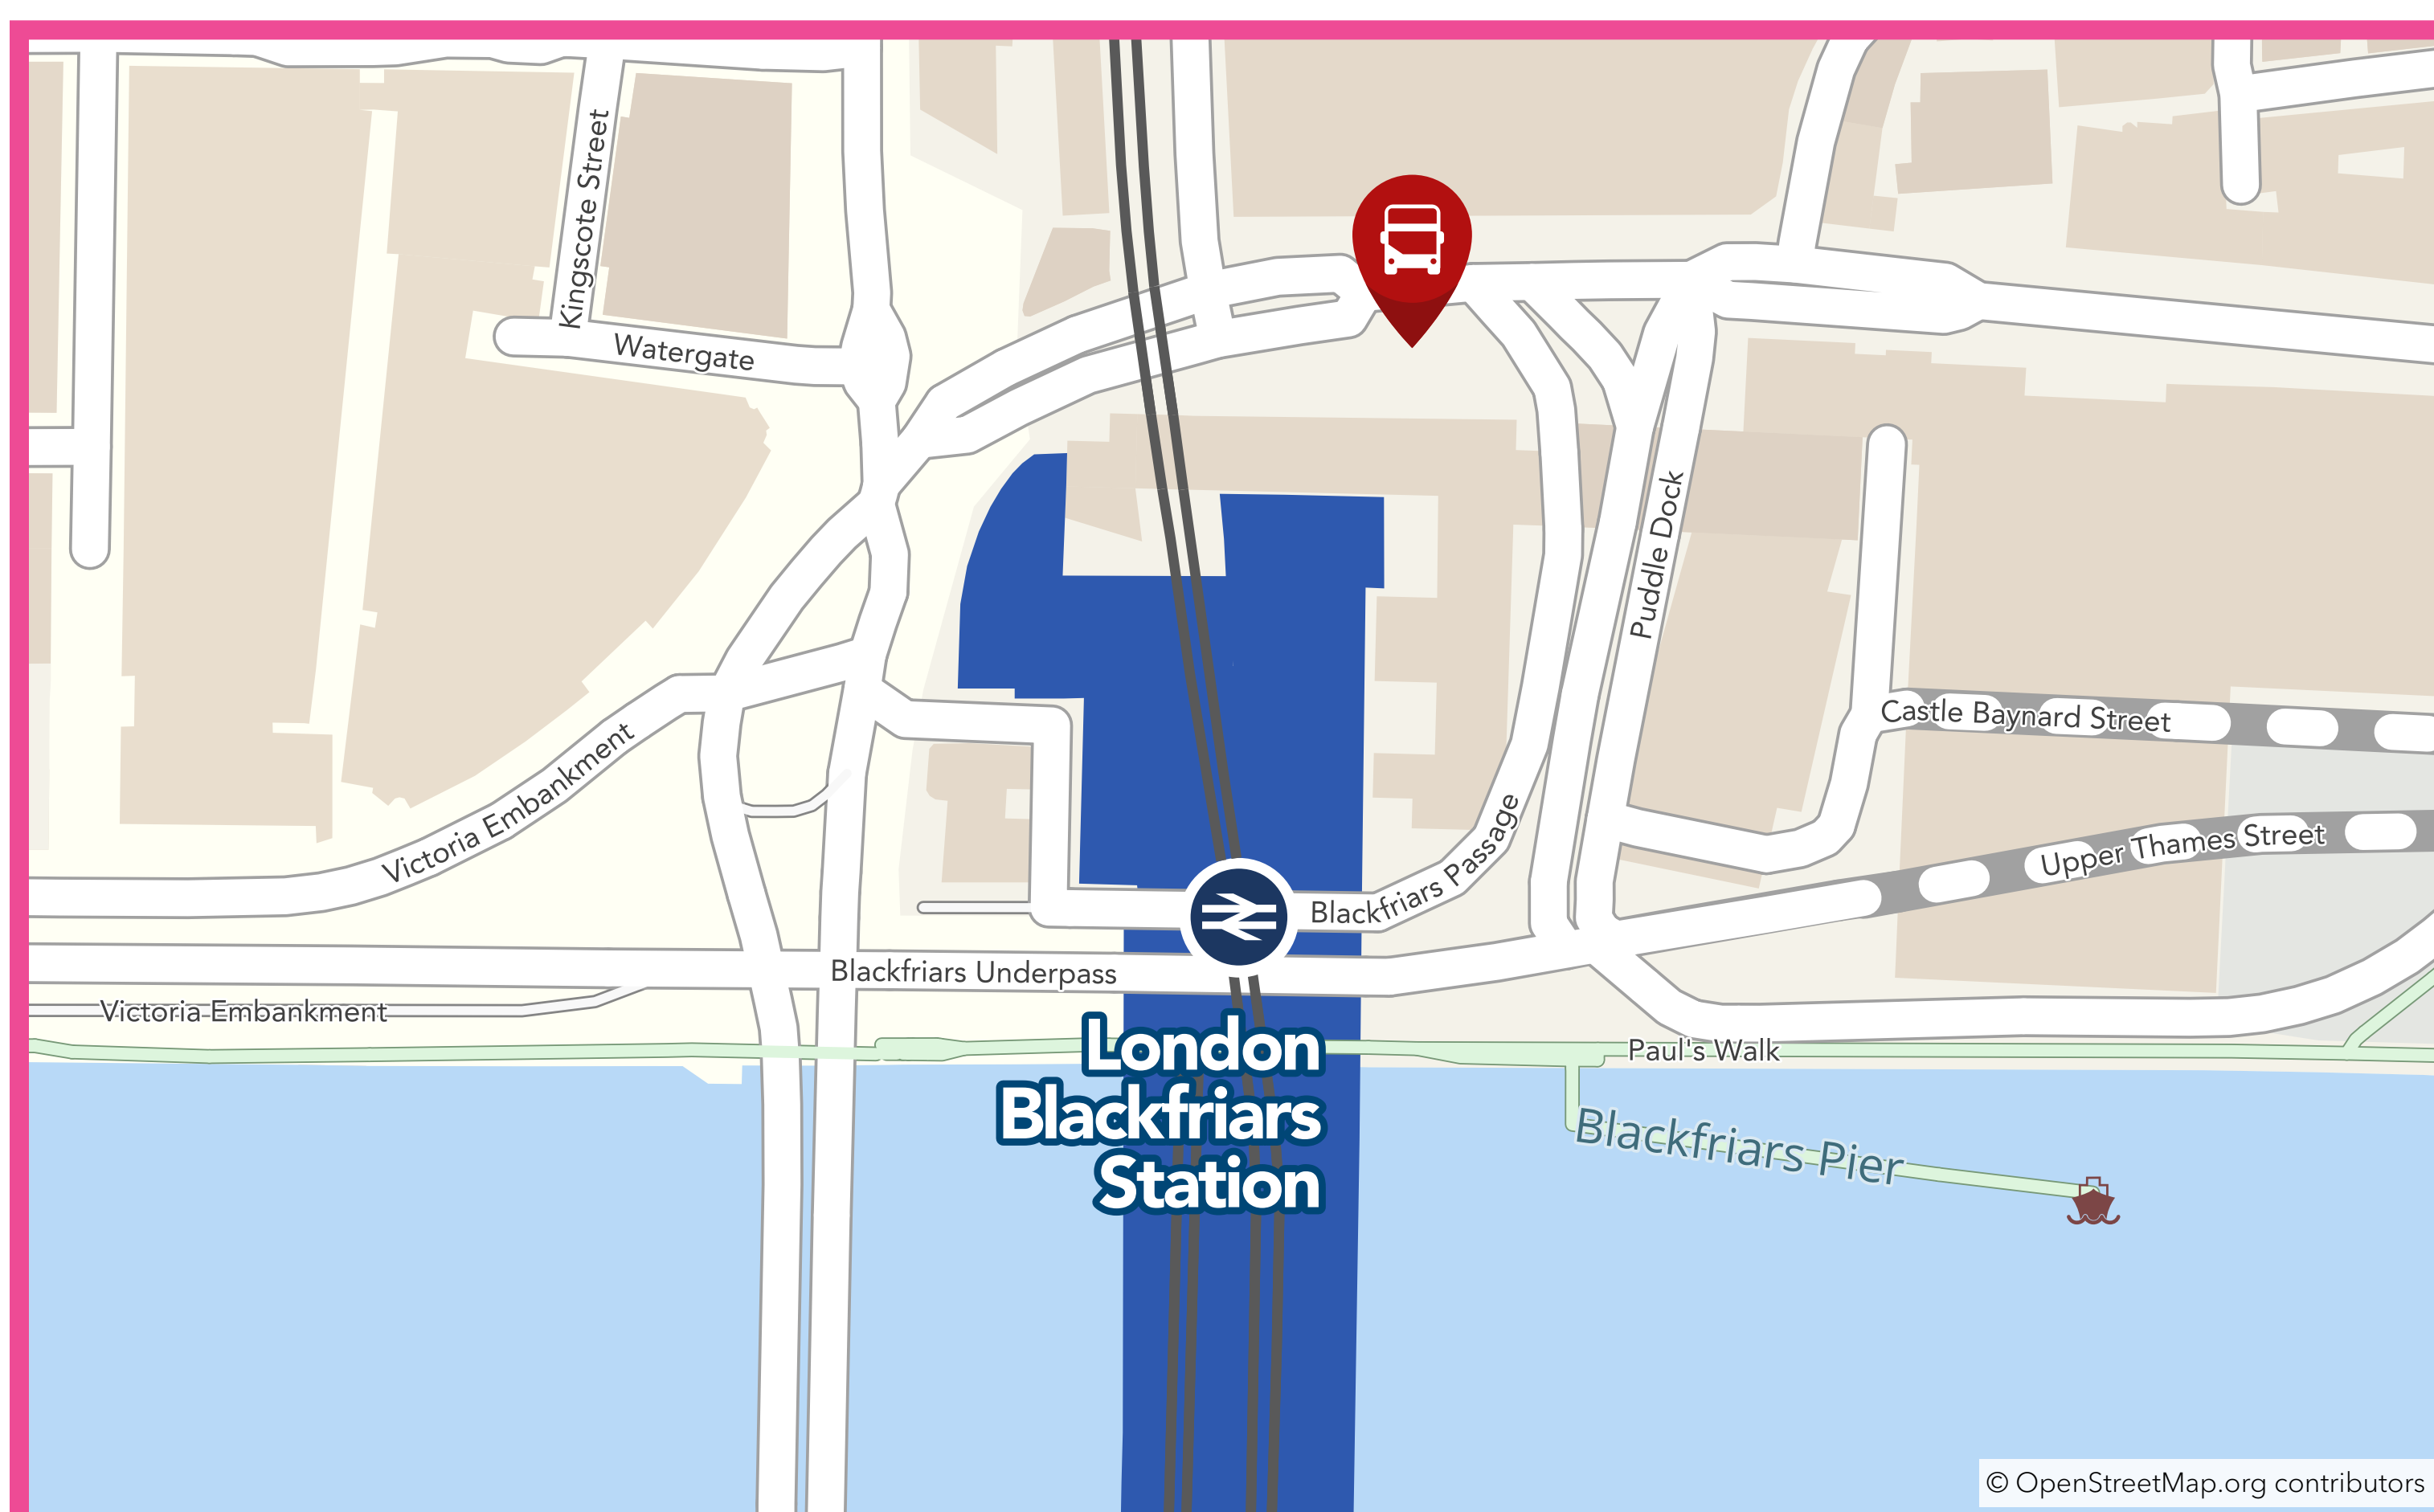 Kingscote Street
Watergate
Puddle Dock
Castle Baynard Street
Victoria Embankment
Upper Thames Street
Blackfriars Passage
Blackfriars Underpass
Victoria Embankment
London
Blackfriars
Station
Paul's Walk
Blackfriars Pier
© OpenStreetMap.org contributors